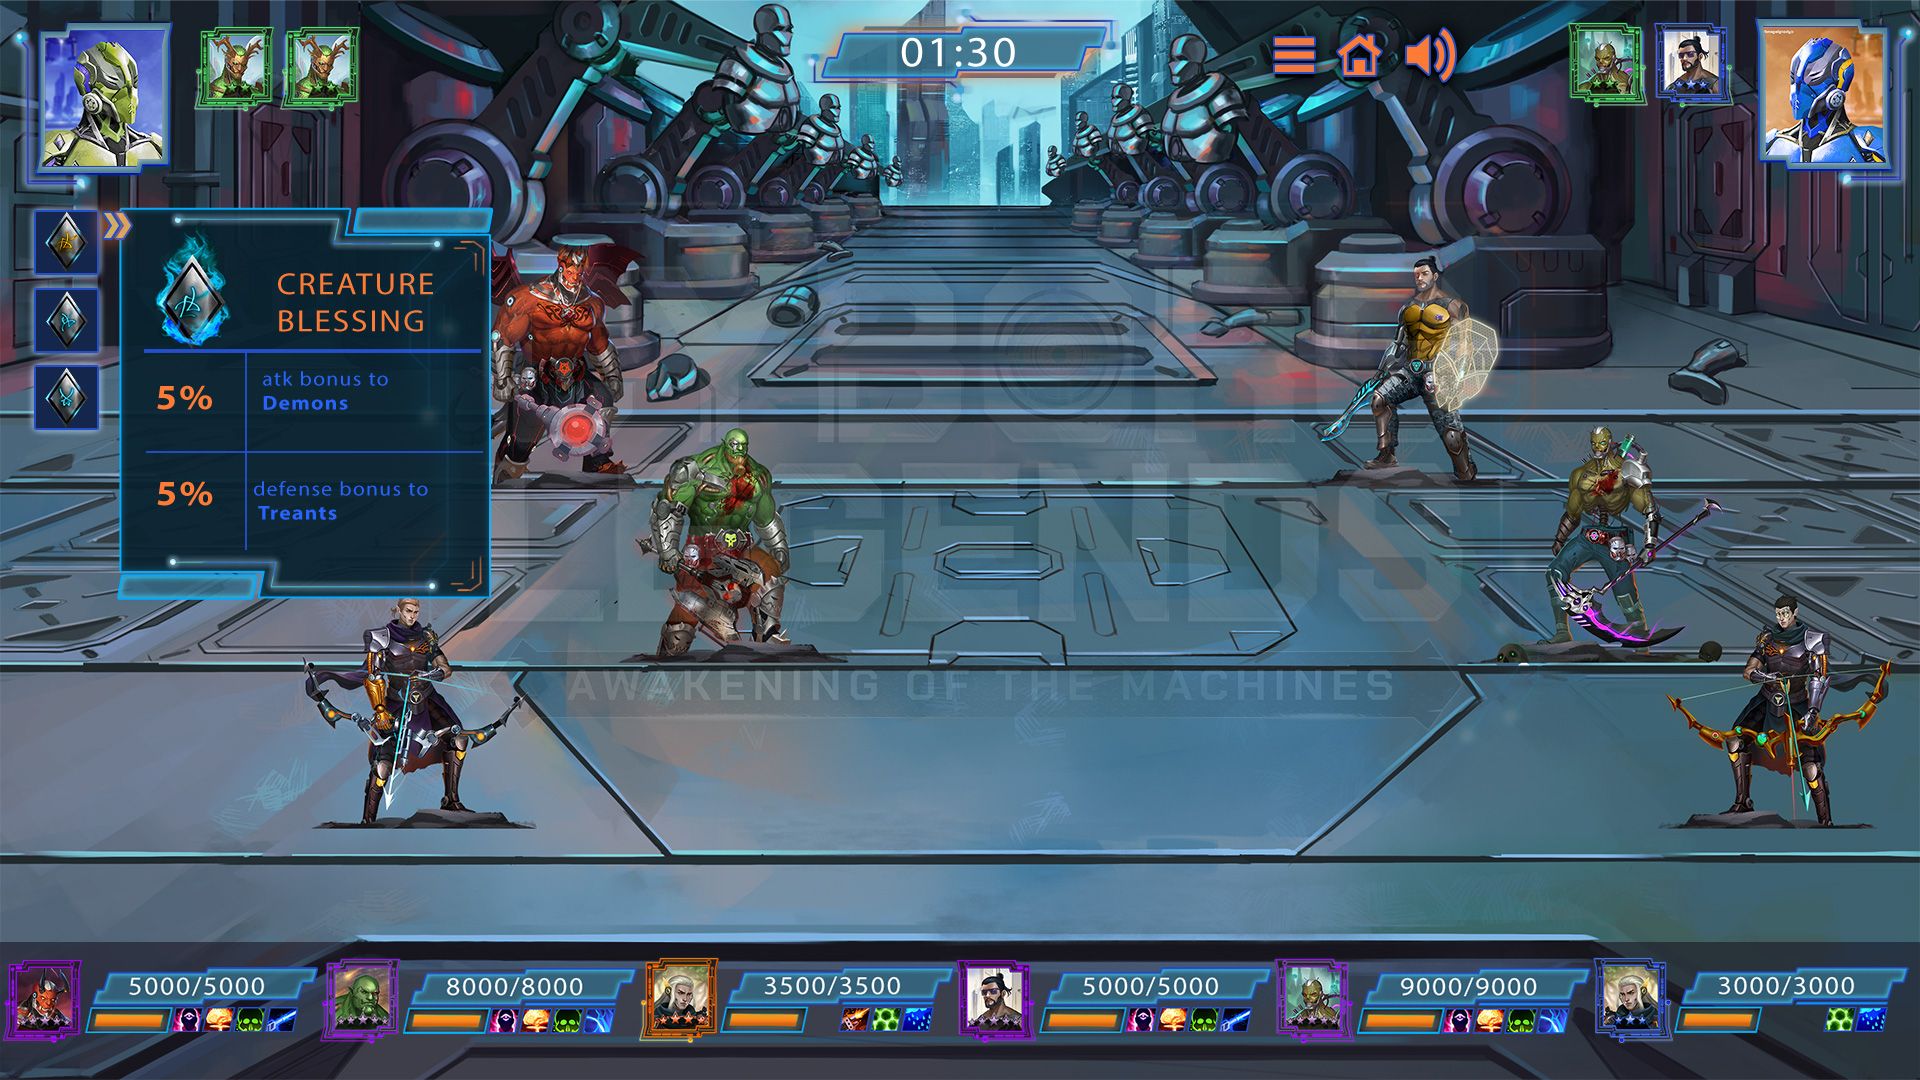 01:30
CREATURE
BLESSING
5%
atk bonus to
Demons
5%
defense bonus to
Treants
LEGENDS
AWAKENING OF THE MACHINES
5000/5000
8000/8000
3500/3500
5000/5000
9000/9000
3000/3000